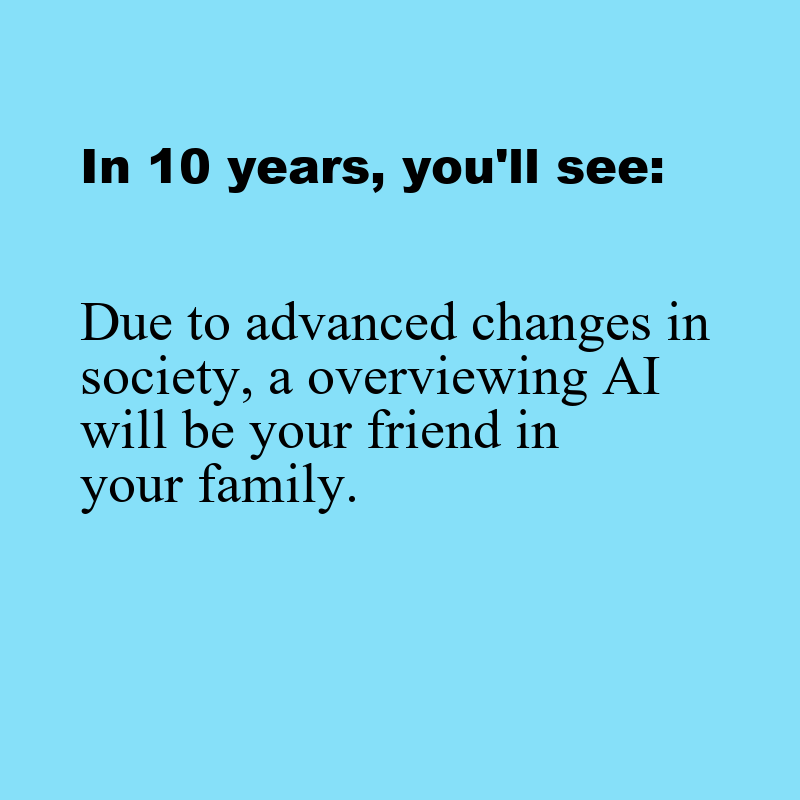 In 10 years, you'll see:
Due to advanced changes in
society, a overviewing AI
will be your friend in
your family.